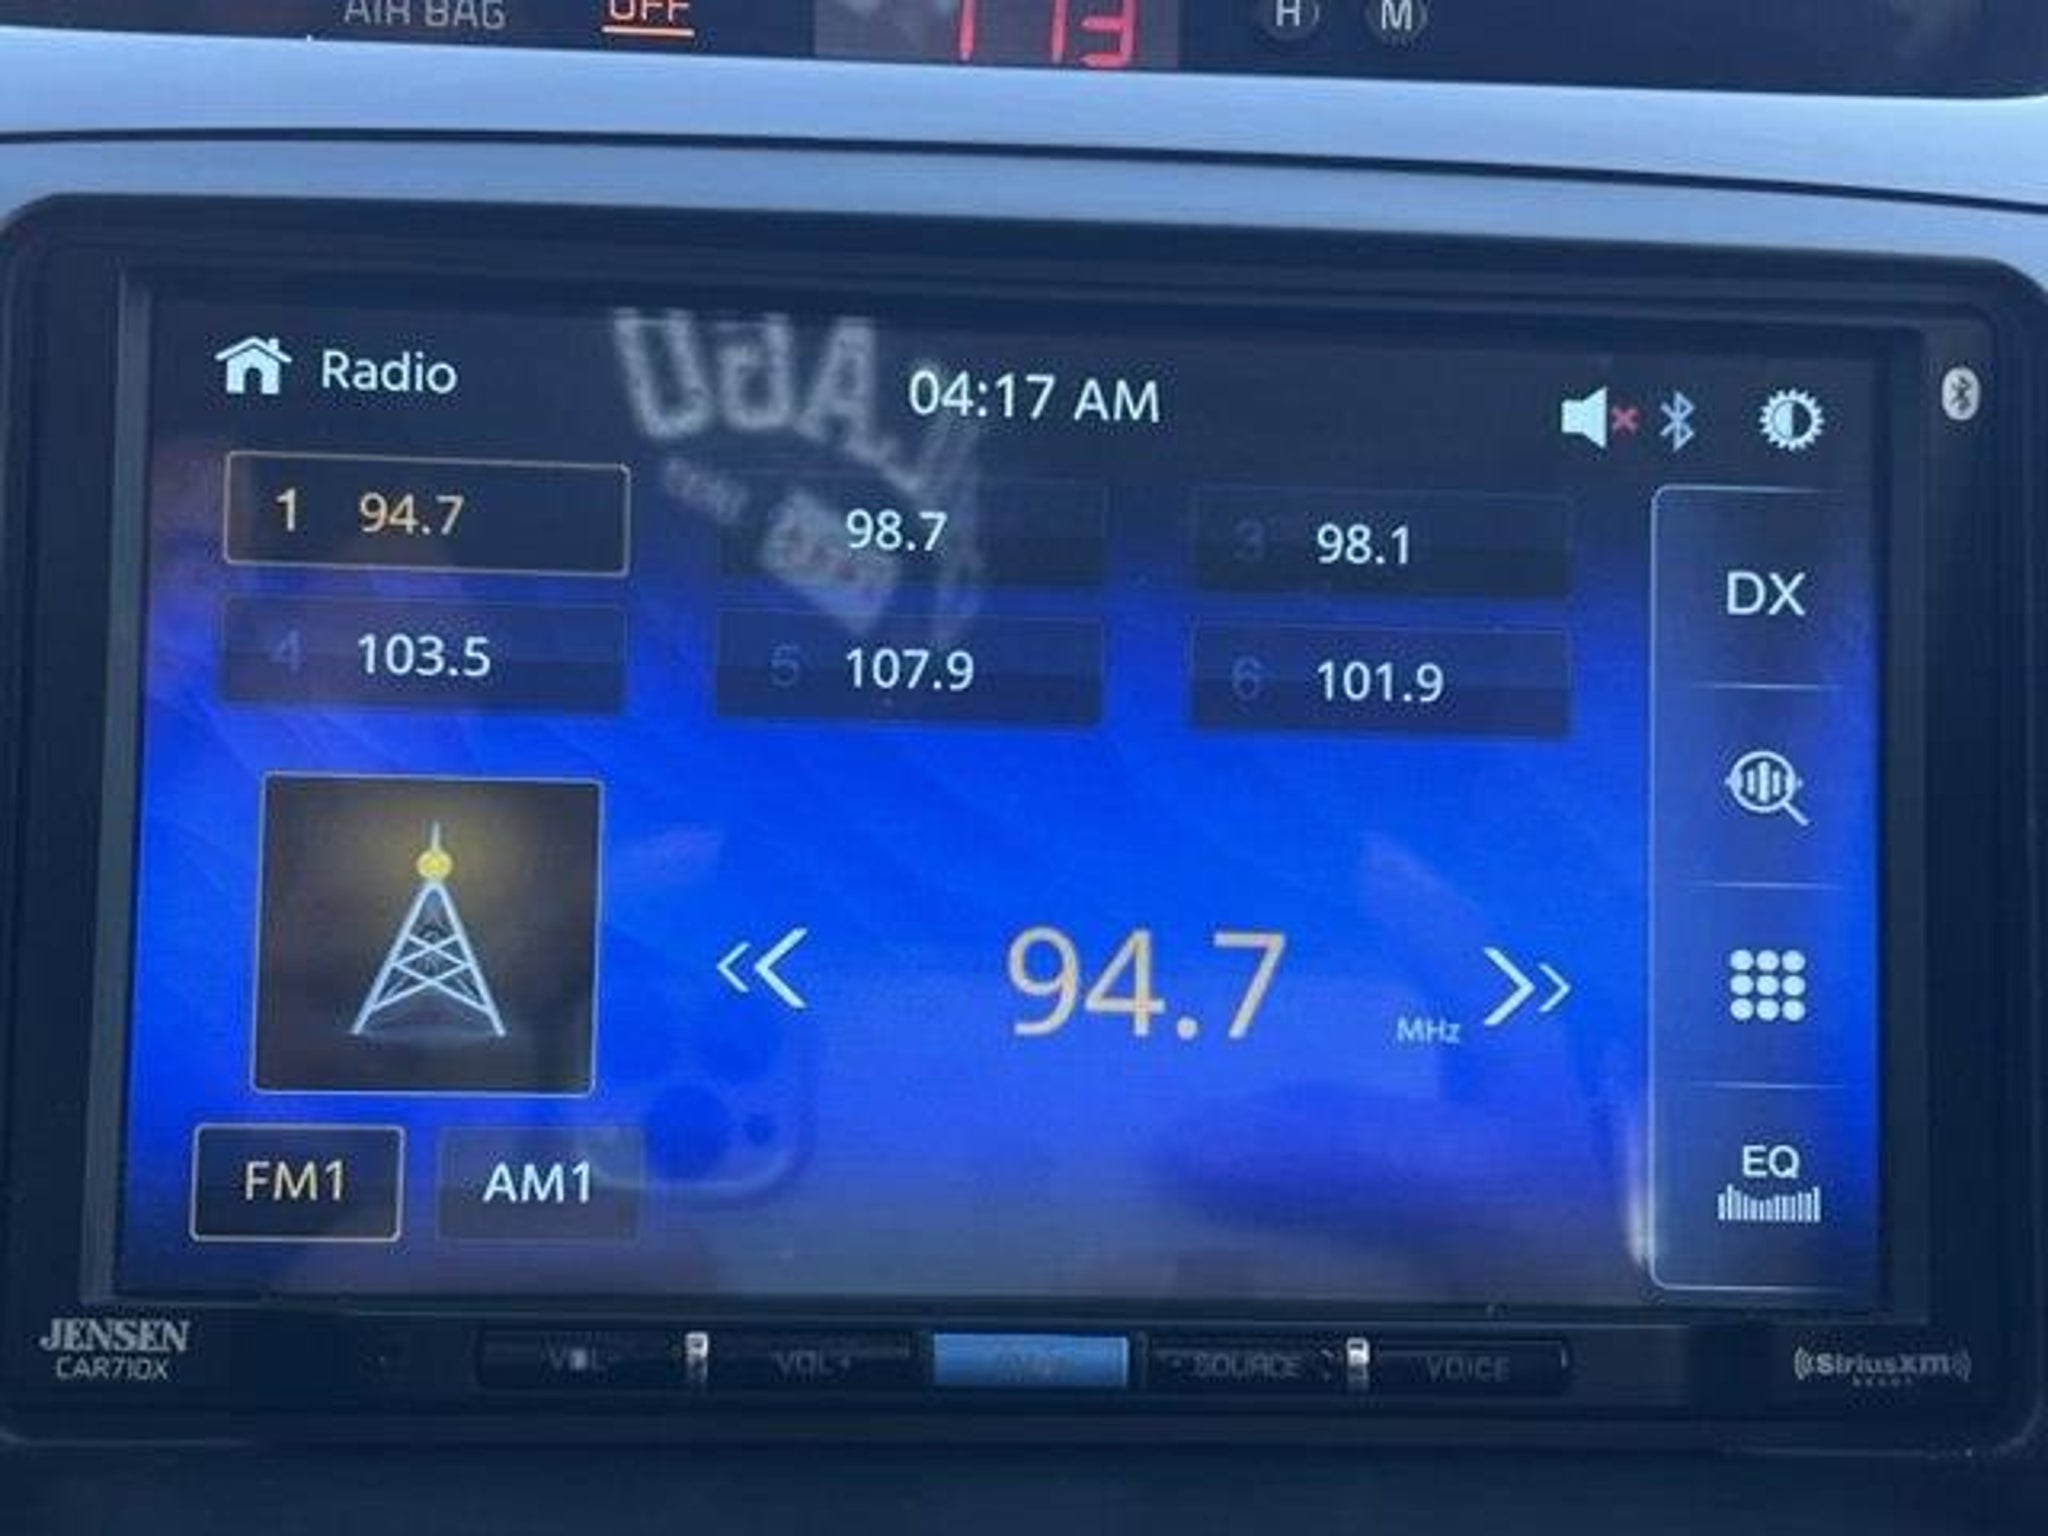 AIR BAG OFF
H M
Radio 04:17 AM
1 94.7 98.7 3 98.1
4 103.5 5 107.9 6 101.9
DX
94.7 MHz
EQ
FM1 AM1
JENSEN
CAR710X
VOL- VOL+ SOURCE VOICE
SiriusXM